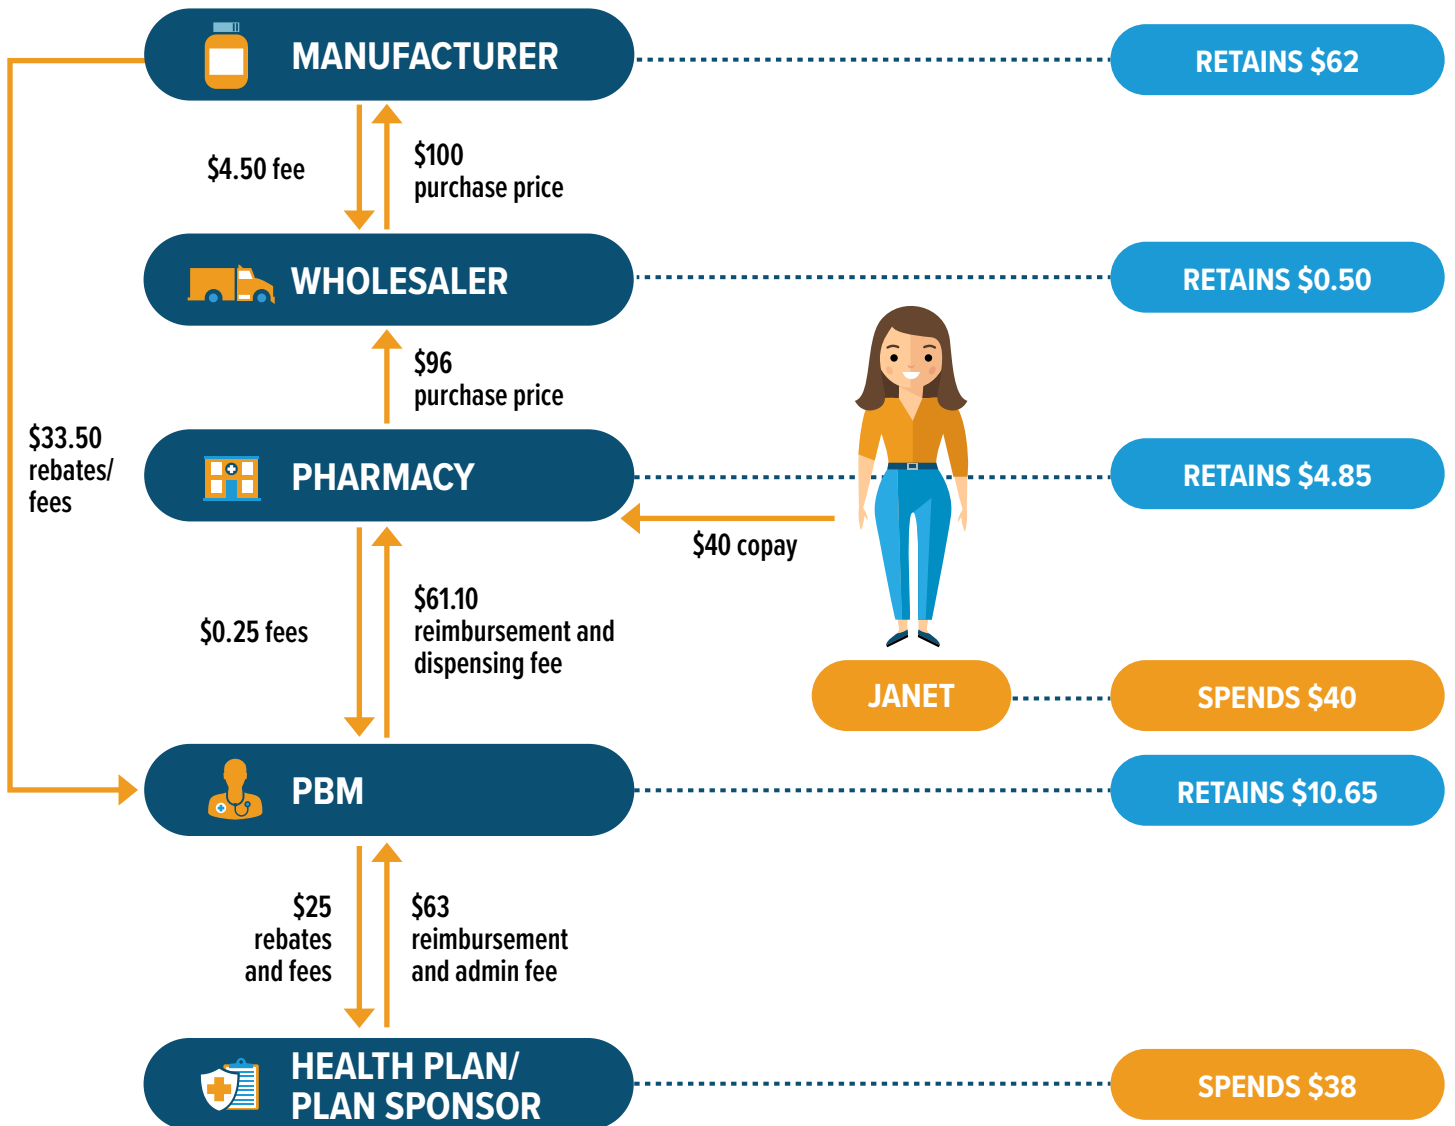 MANUFACTURER
RETAINS $62
$4.50 fee
$100
purchase price
WHOLESALER
RETAINS $0.50
$96
purchase price
$33.50
rebates/
fees
PHARMACY
RETAINS $4.85
$40 copay
$0.25 fees
$61.10
reimbursement and
dispensing fee
JANET
SPENDS $40
PBM
RETAINS $10.65
$25
rebates
and fees
$63
reimbursement
and admin fee
HEALTH PLAN/
PLAN SPONSOR
SPENDS $38